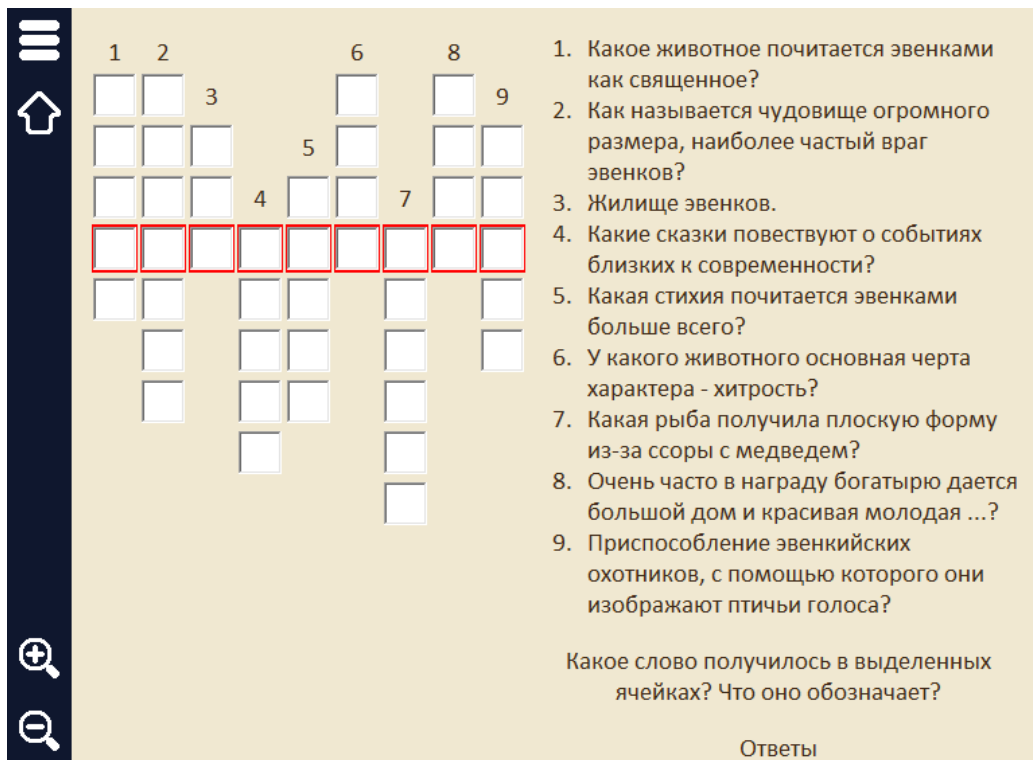 1 2 6 8
3 9
5
4 7
1. Какое животное почитается эвенками
как священное?
2. Как называется чудовище огромного
размера, наиболее частый враг
эвенков?
3. Жилище эвенков.
4. Какие сказки повествуют о событиях
близких к современности?
5. Какая стихия почитается эвенками
больше всего?
6. У какого животного основная черта
характера - хитрость?
7. Какая рыба получила плоскую форму
из-за ссоры с медведем?
8. Очень часто в награду богатырю дается
большой дом и красивая молодая ...?
9. Приспособление эвенкийских
охотников, с помощью которого они
изображают птичьи голоса?
Какое слово получилось в выделенных
ячейках? Что оно обозначает?
Ответы